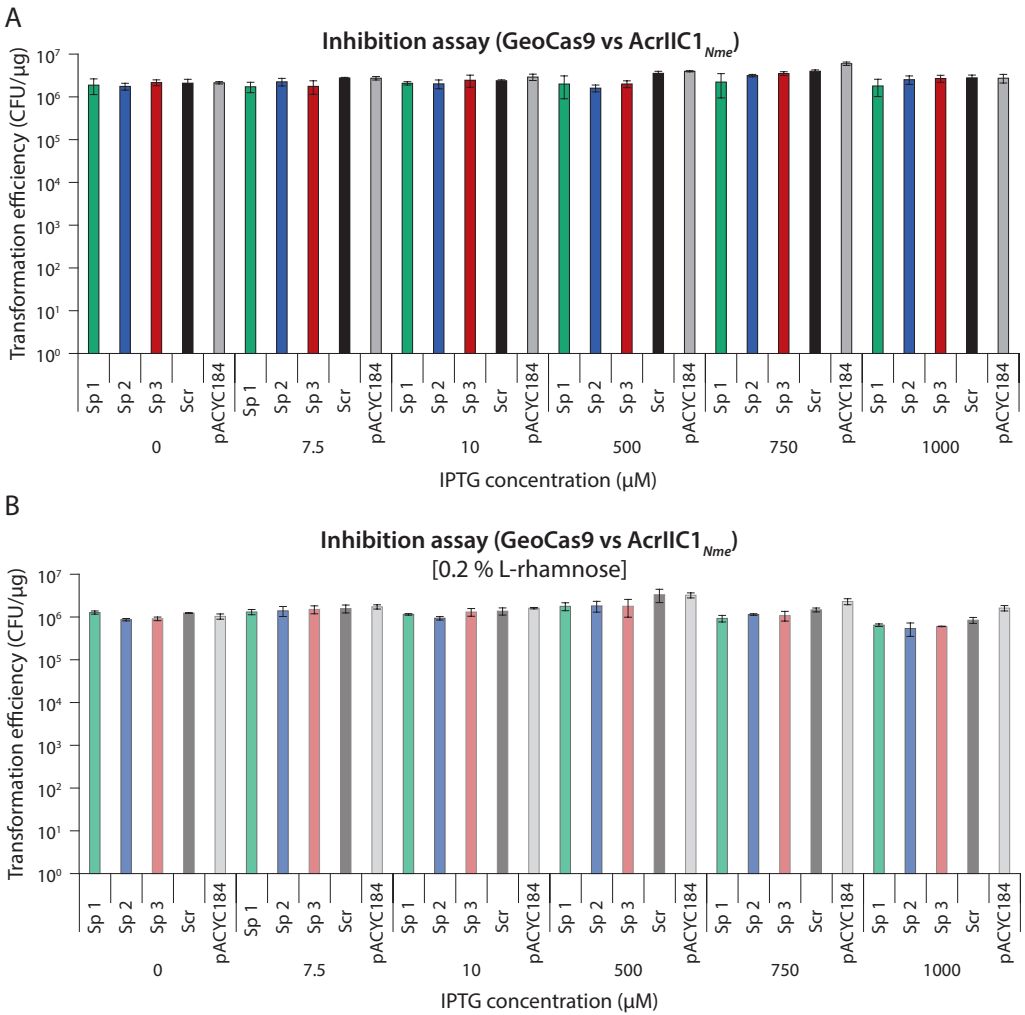 A
Inhibition assay (GeoCas9 vs AcrIIC1Nme)
Transformation efficiency (CFU/µg)
10⁷
10⁶
10⁵
10⁴
10³
10²
10¹
10⁰
Sp 1 Sp 2 Sp 3 Scr pACYC184 Sp 1 Sp 2 Sp 3 Scr pACYC184 Sp 1 Sp 2 Sp 3 Scr pACYC184 Sp 1 Sp 2 Sp 3 Scr pACYC184 Sp 1 Sp 2 Sp 3 Scr pACYC184 Sp 1 Sp 2 Sp 3 Scr pACYC184
0 7.5 10 500 750 1000
IPTG concentration (µM)
B
Inhibition assay (GeoCas9 vs AcrIIC1Nme)
[0.2 % L-rhamnose]
Transformation efficiency (CFU/µg)
10⁷
10⁶
10⁵
10⁴
10³
10²
10¹
10⁰
Sp 1 Sp 2 Sp 3 Scr pACYC184 Sp 1 Sp 2 Sp 3 Scr pACYC184 Sp 1 Sp 2 Sp 3 Scr pACYC184 Sp 1 Sp 2 Sp 3 Scr pACYC184 Sp 1 Sp 2 Sp 3 Scr pACYC184 Sp 1 Sp 2 Sp 3 Scr pACYC184
0 7.5 10 500 750 1000
IPTG concentration (µM)